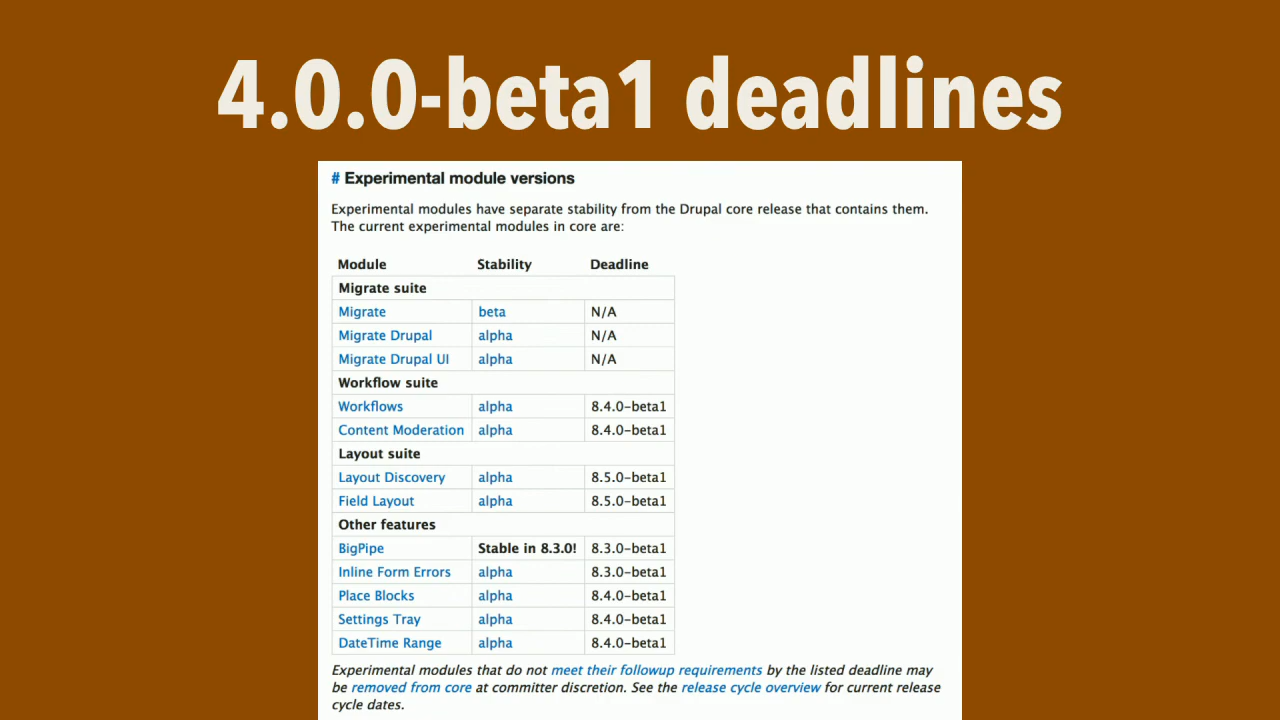 4.0.0-beta1 deadlines
# Experimental module versions
Experimental modules have separate stability from the Drupal core release that contains them.
The current experimental modules in core are:
Module Stability Deadline
Migrate suite
Migrate beta N/A
Migrate Drupal alpha N/A
Migrate Drupal UI alpha N/A
Workflow suite
Workflows alpha 8.4.0-beta1
Content Moderation alpha 8.4.0-beta1
Layout suite
Layout Discovery alpha 8.5.0-beta1
Field Layout alpha 8.5.0-beta1
Other features
BigPipe Stable in 8.3.0! 8.3.0-beta1
Inline Form Errors alpha 8.3.0-beta1
Place Blocks alpha 8.4.0-beta1
Settings Tray alpha 8.4.0-beta1
DateTime Range alpha 8.4.0-beta1
Experimental modules that do not meet their followup requirements by the listed deadline may
be removed from core at committer discretion. See the release cycle overview for current release
cycle dates.